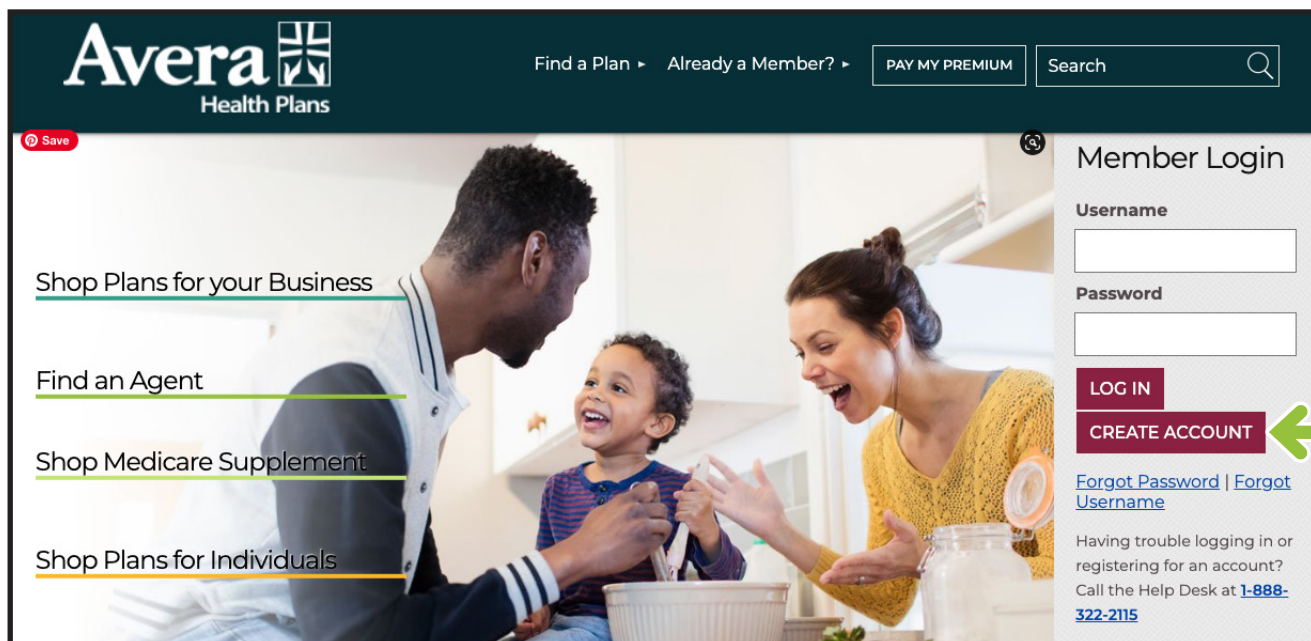 Avera
Health Plans
Find a Plan ▸ Already a Member? ▸ PAY MY PREMIUM Search
Save
Shop Plans for your Business
Find an Agent
Shop Medicare Supplement
Shop Plans for Individuals
Member Login
Username
Password
LOG IN
CREATE ACCOUNT
Forgot Password | Forgot
Username
Having trouble logging in or
registering for an account?
Call the Help Desk at 1-888-
322-2115